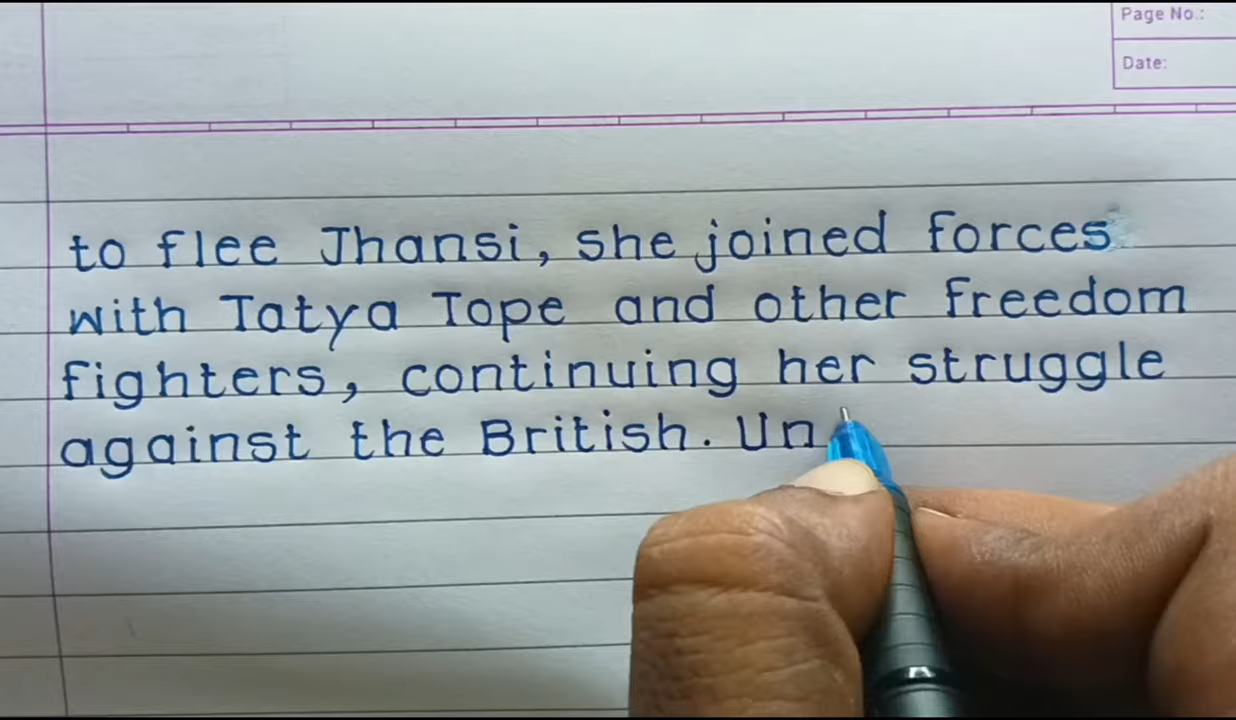 Page No.:
Date:
to flee Jhansi, she joined forces
with Tatya Tope and other freedom
fighters, continuing her struggle
against the British. Un